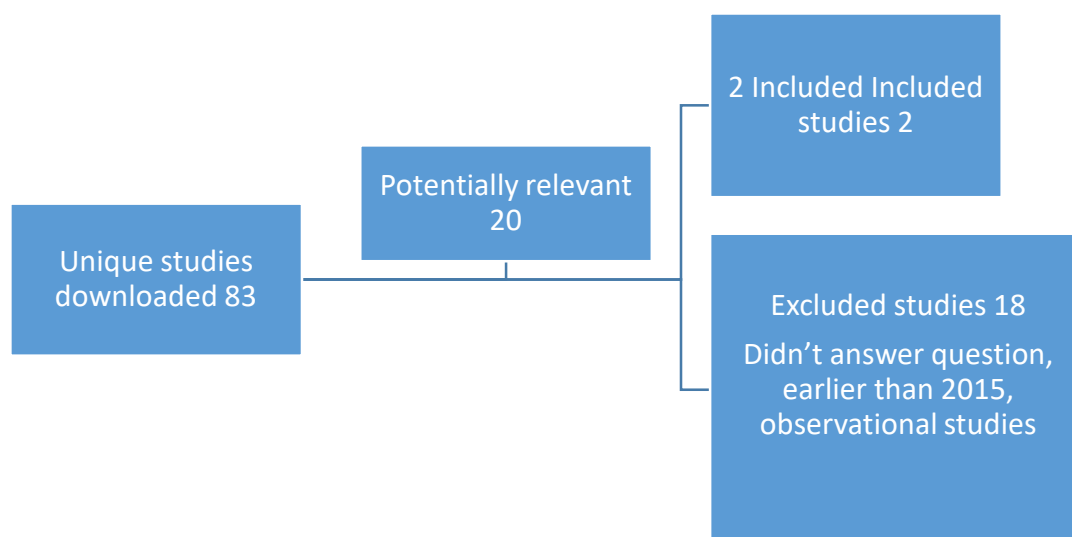 Unique studies
downloaded 83
Potentially relevant
20
2 Included Included
studies 2
Excluded studies 18
Didn’t answer question,
earlier than 2015,
observational studies